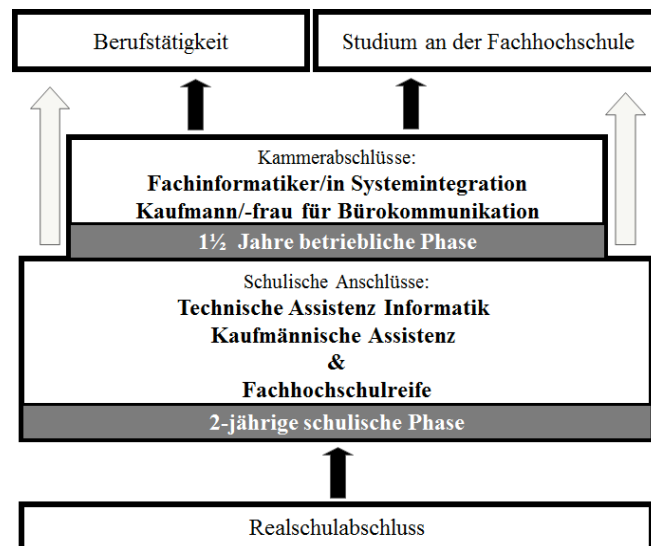 Berufstätigkeit
Studium an der Fachhochschule
Kammerabschlüsse:
Fachinformatiker/in Systemintegration
Kaufmann/-frau für Bürokommunikation
1½ Jahre betriebliche Phase
Schulische Anschlüsse:
Technische Assistenz Informatik
Kaufmännische Assistenz
&
Fachhochschulreife
2-jährige schulische Phase
Realschulabschluss